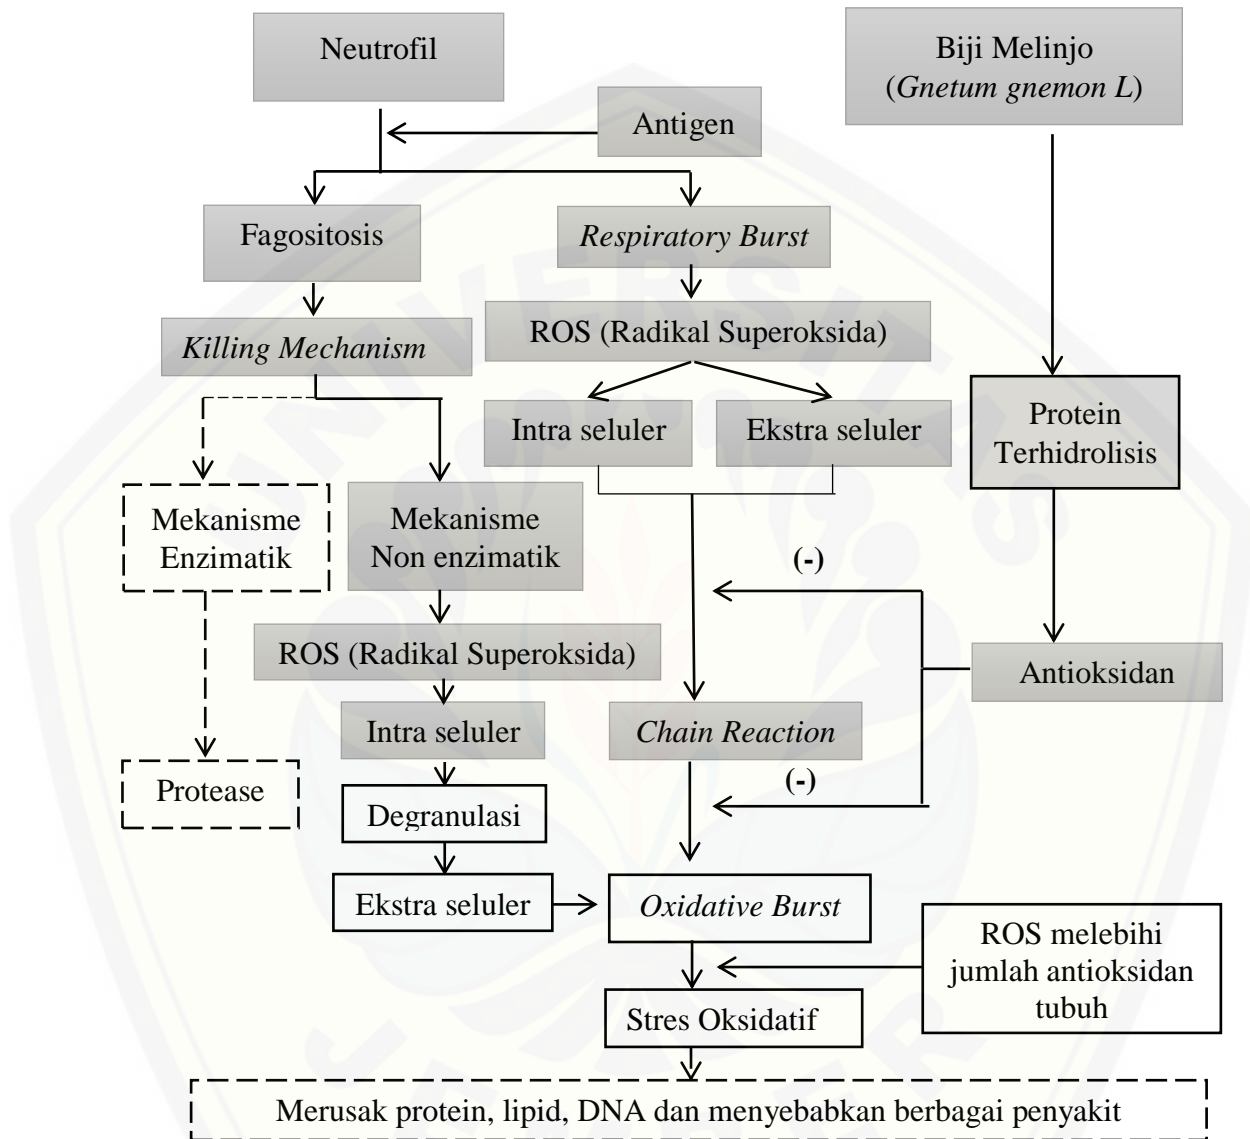 Neutrofil
Biji Melinjo
(Gnetum gnemon L)
Antigen
Fagositosis
Respiratory Burst
Killing Mechanism
ROS (Radikal Superoksida)
Intra seluler
Ekstra seluler
Protein
Terhidrolisis
Mekanisme
Enzimatik
Mekanisme
Non enzimatik
(-)
ROS (Radikal Superoksida)
Antioksidan
Intra seluler
Chain Reaction
Protease
(-)
Degranulasi
Ekstra seluler
Oxidative Burst
ROS melebihi
jumlah antioksidan
tubuh
Stres Oksidatif
Merusak protein, lipid, DNA dan menyebabkan berbagai penyakit
UNIVERSITAS